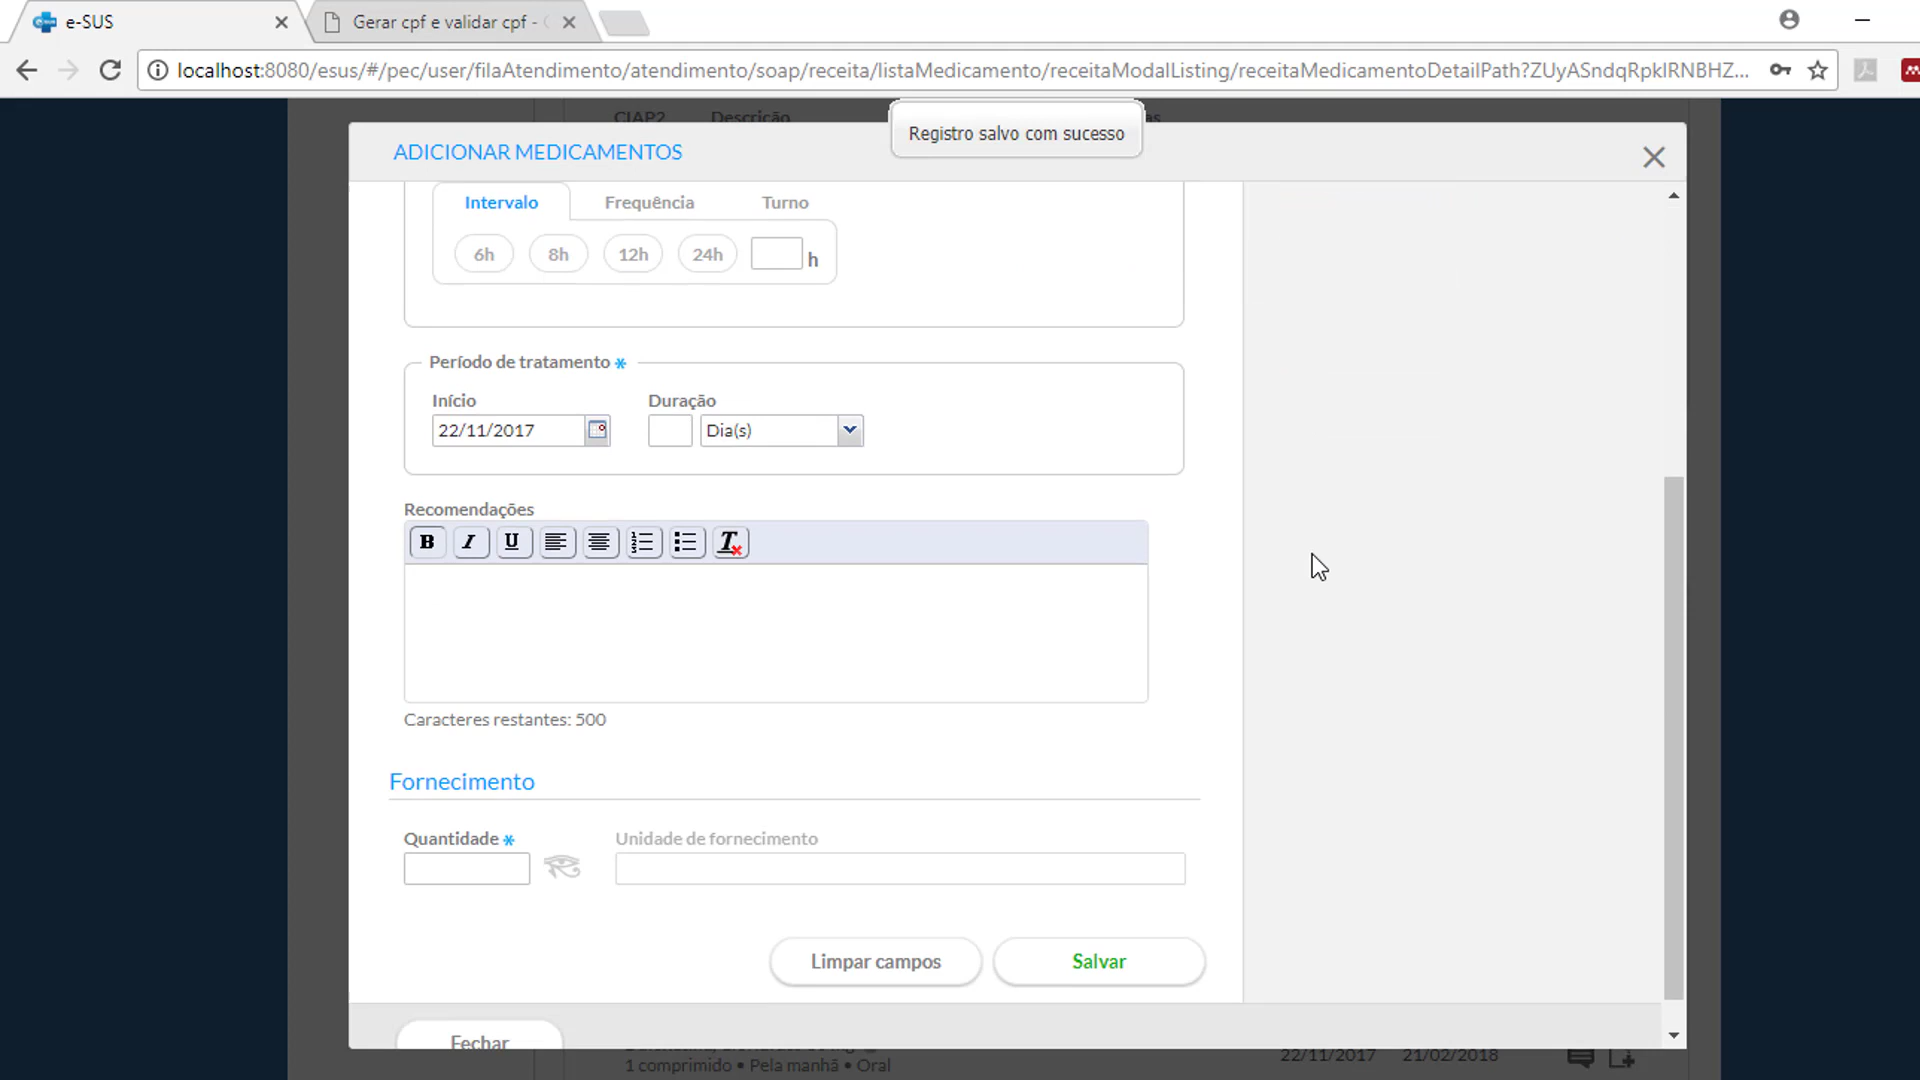 e-SUS
Gerar cpf e validar cpf -
localhost:8080/esus/#/pec/user/filaAtendimento/atendimento/soap/receita/listaMedicamento/receitaModalListing/receitaMedicamentoDetailPath?ZUyASndqRpkIRNBHZ...
CIAP2 Descrição
Registro salvo com sucesso
ADICIONAR MEDICAMENTOS
Intervalo Frequência Turno
6h 8h 12h 24h h
Período de tratamento *
Início Duração
22/11/2017 Dia(s)
Recomendações
B I U
Caracteres restantes: 500
Fornecimento
Quantidade * Unidade de fornecimento
Limpar campos Salvar
Fechar
22/11/2017 21/02/2018
1 comprimido • Pela manhã • Oral